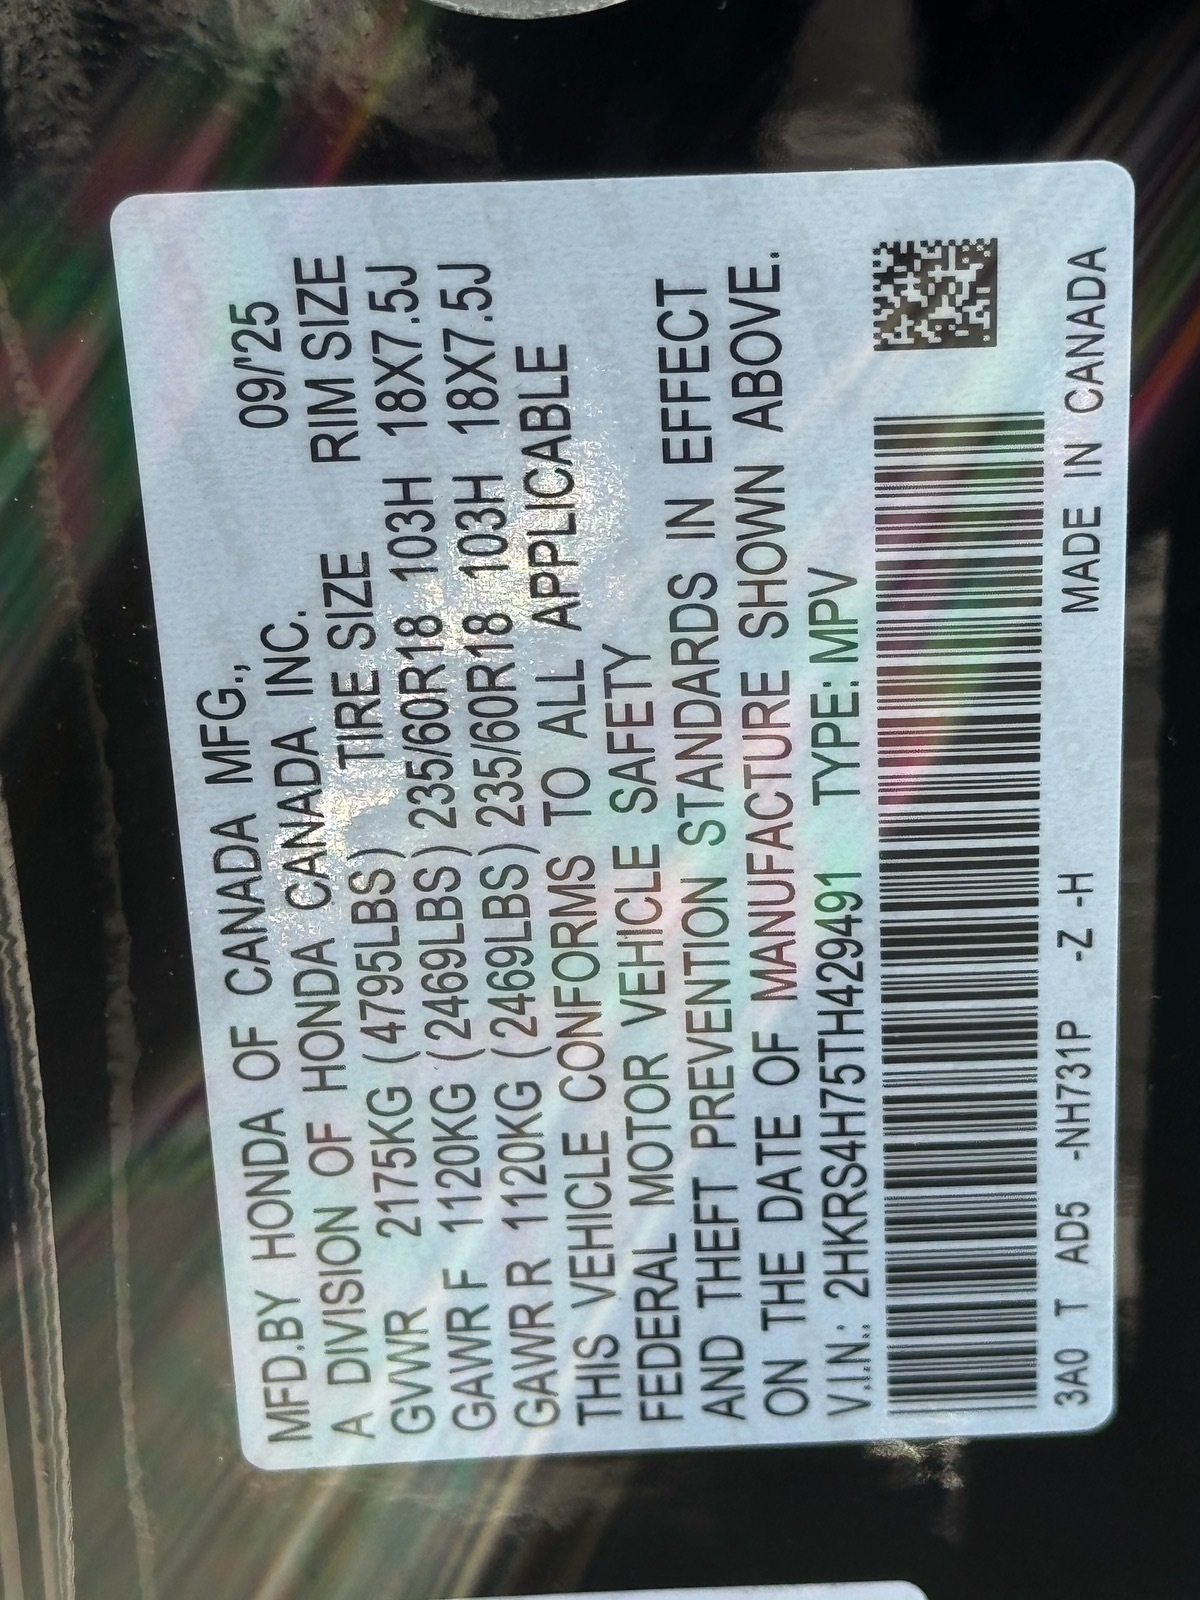 MFD.BY HONDA OF CANADA MFG., 09/'25
A DIVISION OF HONDA CANADA INC.
TIRE SIZE RIM SIZE
GVWR 2175KG (4795LBS)
GAWR F 1120KG (2469LBS) 235/60R18 103H 18X7.5J
GAWR R 1120KG (2469LBS) 235/60R18 103H 18X7.5J
THIS VEHICLE CONFORMS TO ALL APPLICABLE
FEDERAL MOTOR VEHICLE SAFETY
AND THEFT PREVENTION STANDARDS IN EFFECT
ON THE DATE OF MANUFACTURE SHOWN ABOVE.
V.I.N.: 2HKRS4H75TH429491 TYPE: MPV
3A0 T AD5 -NH731P -Z -H MADE IN CANADA